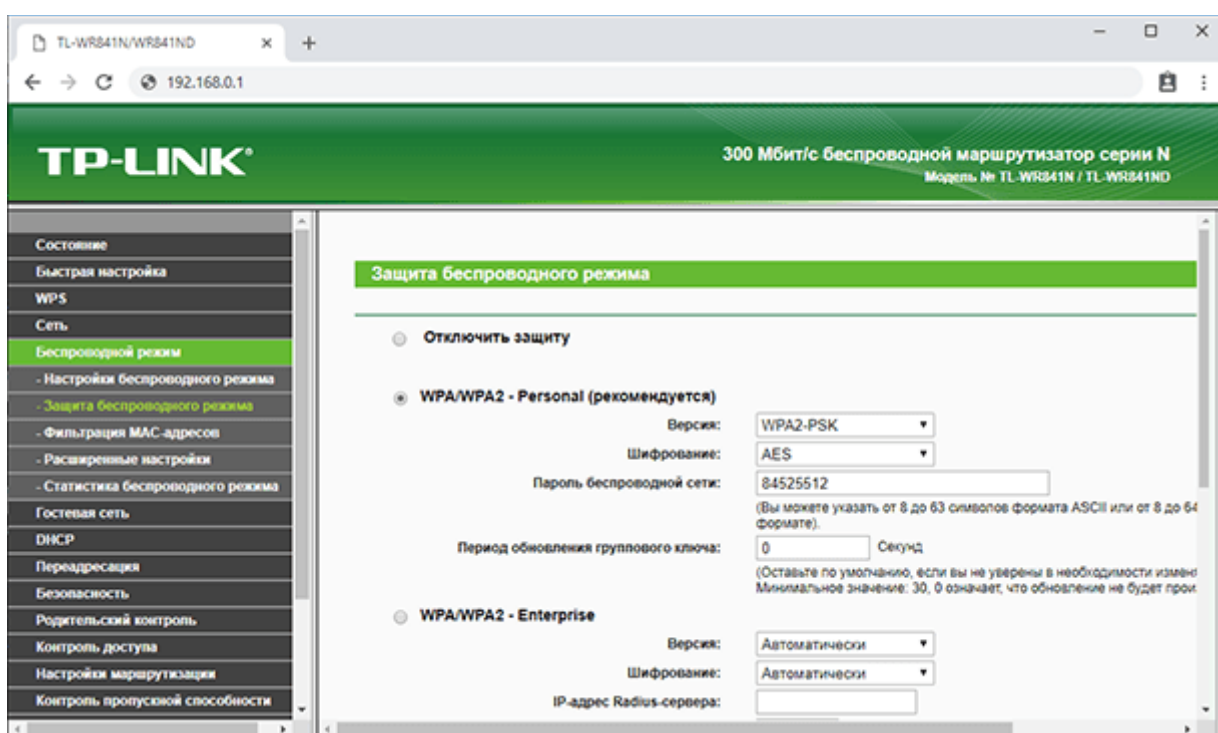 TL-WR841N/WR841ND
192.168.0.1
TP-LINK®
300 Мбит/с беспроводной маршрутизатор серии N
Модель № TL-WR841N / TL-WR841ND
Состояние
Быстрая настройка
WPS
Сеть
Беспроводной режим
- Настройки беспроводного режима
- Защита беспроводного режима
- Фильтрация MAC-адресов
- Расширенные настройки
- Статистика беспроводного режима
Гостевая сеть
DHCP
Переадресация
Безопасность
Родительский контроль
Контроль доступа
Настройки маршрутизации
Контроль пропускной способности
Защита беспроводного режима
Отключить защиту
WPA/WPA2 - Personal (рекомендуется)
Версия: WPA2-PSK
Шифрование: AES
Пароль беспроводной сети: 84525512
(Вы можете указать от 8 до 63 символов формата ASCII или от 8 до 64
формате).
Период обновления группового ключа: 0 Секунд
(Оставьте по умолчанию, если вы не уверены в необходимости измен
Минимальное значение: 30, 0 означает, что обновление не будет прои
WPA/WPA2 - Enterprise
Версия: Автоматически
Шифрование: Автоматически
IP-адрес Radius-сервера: